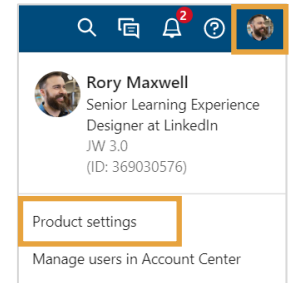 2
Rory Maxwell
Senior Learning Experience
Designer at LinkedIn
JW 3.0
(ID: 369030576)
Product settings
Manage users in Account Center